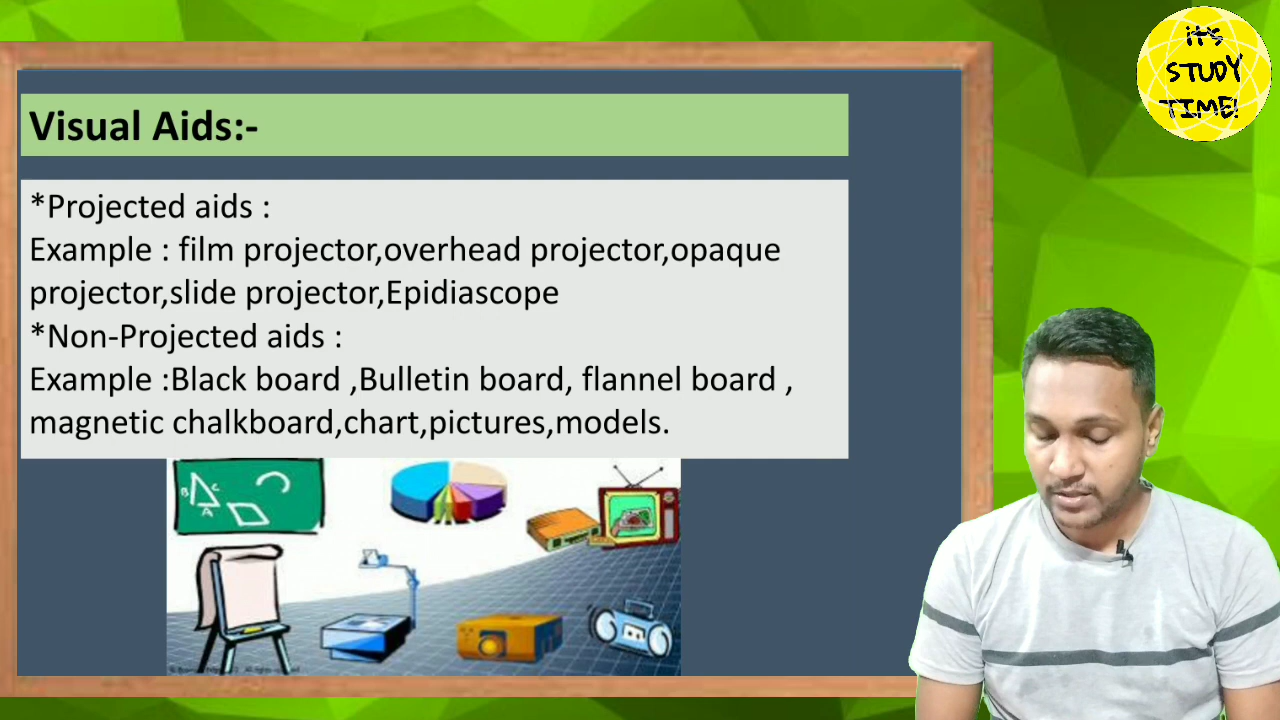 iT'S
STUDY
TIME!
Visual Aids:-
*Projected aids :
Example : film projector,overhead projector,opaque
projector,slide projector,Epidiascope
*Non-Projected aids :
Example :Black board ,Bulletin board, flannel board ,
magnetic chalkboard,chart,pictures,models.
B
C
A